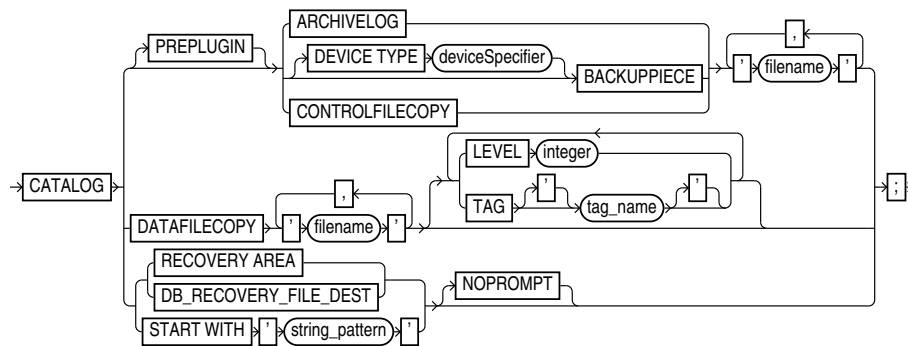 ARCHIVELOG
PREPLUGIN
DEVICE TYPE deviceSpecifier
BACKUPPIECE
CONTROLFILECOPY
,
' filename '
CATALOG
DATAFILECOPY
,
' filename '
LEVEL integer
TAG ' tag_name '
;
RECOVERY AREA
DB_RECOVERY_FILE_DEST
START WITH ' string_pattern '
NOPROMPT